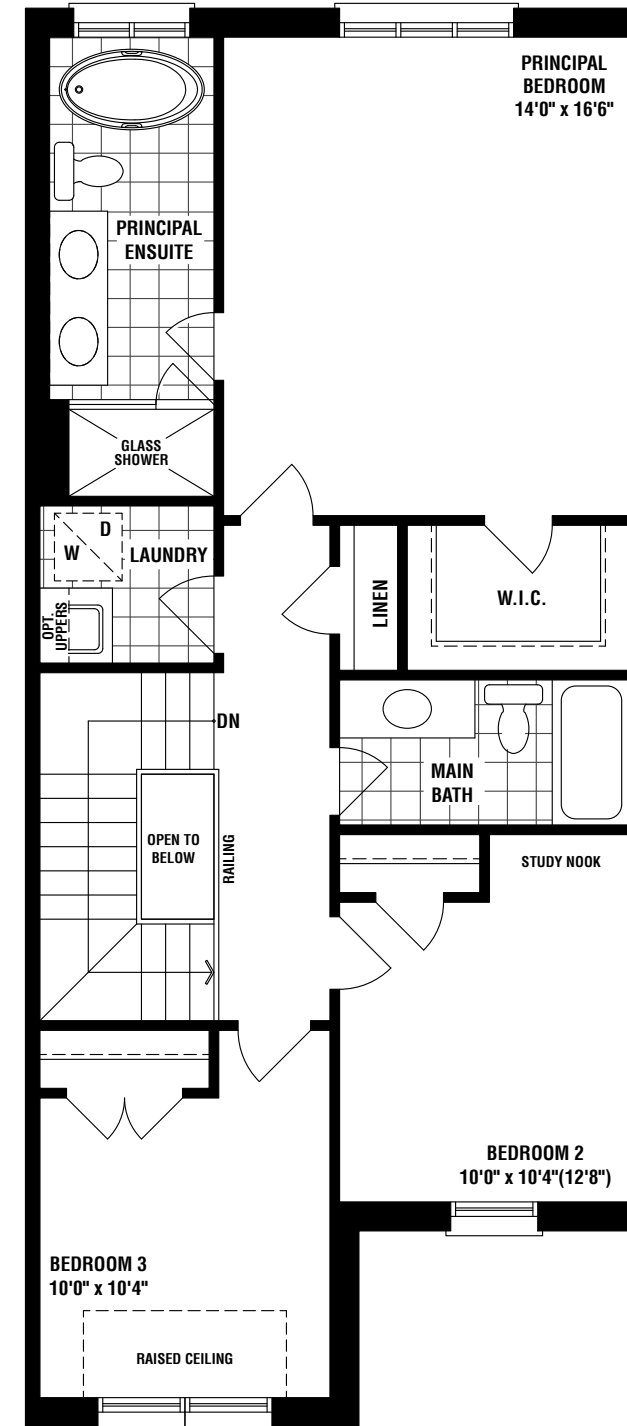 PRINCIPAL
BEDROOM
14'0" x 16'6"
PRINCIPAL
ENSUITE
GLASS
SHOWER
D
W
LAUNDRY
OPT.
UPPERS
LINEN
W.I.C.
DN
MAIN
BATH
OPEN TO
BELOW
RAILING
STUDY NOOK
BEDROOM 2
10'0" x 10'4"(12'8")
BEDROOM 3
10'0" x 10'4"
RAISED CEILING